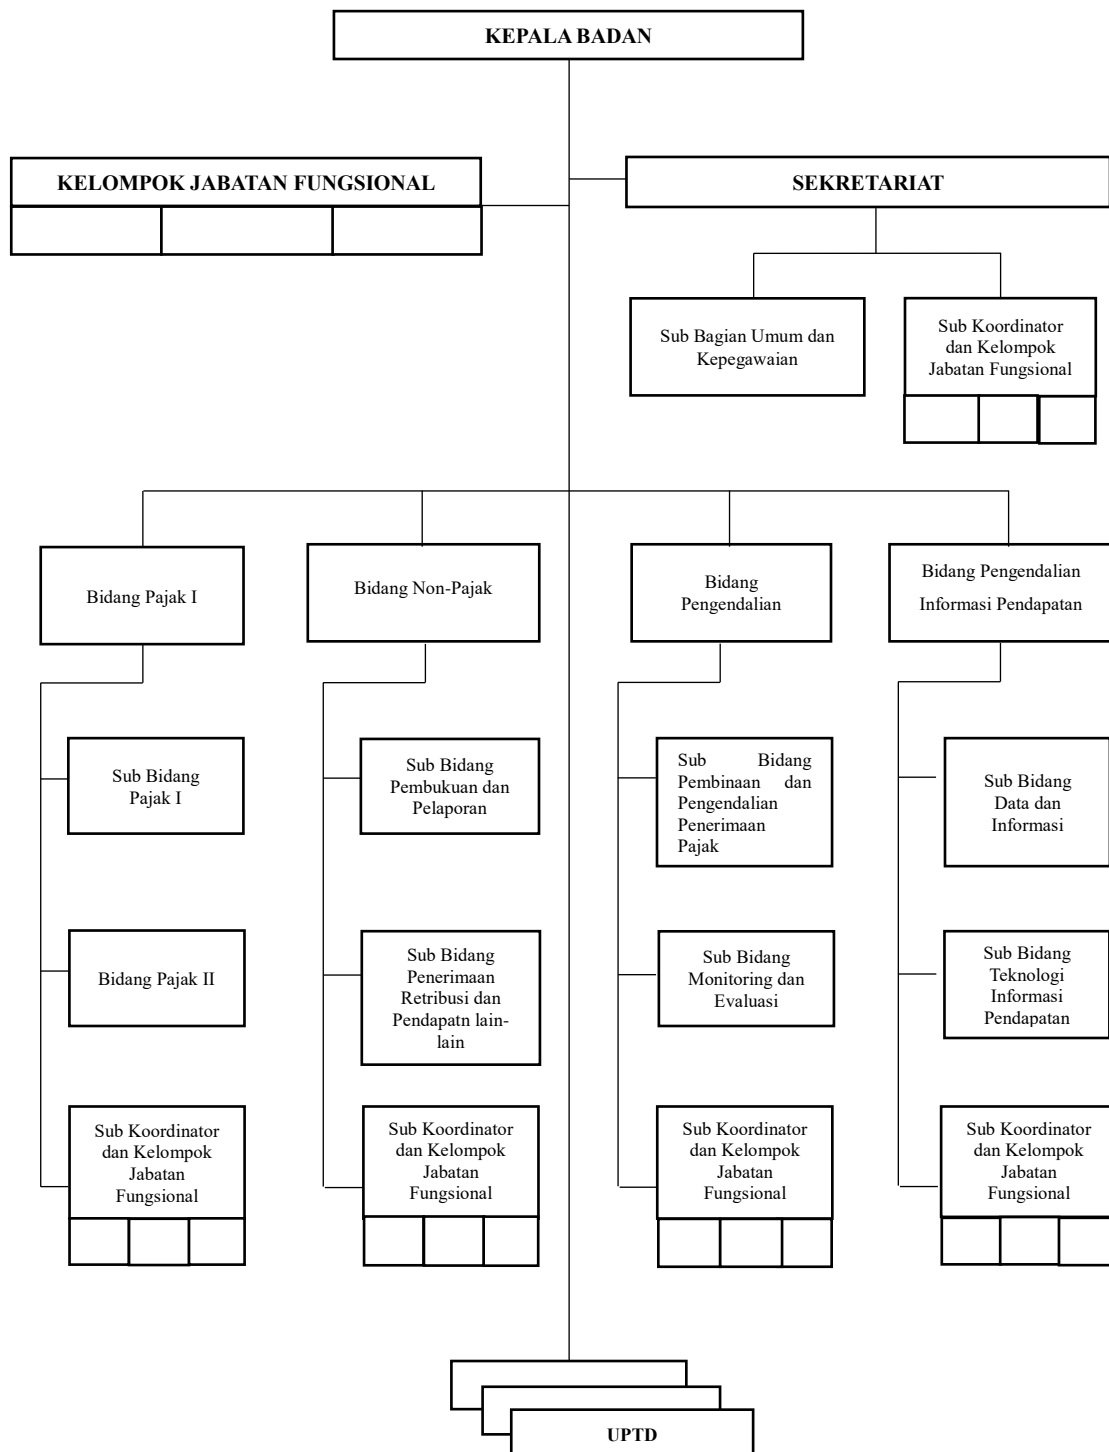 KEPALA BADAN
KELOMPOK JABATAN FUNGSIONAL
SEKRETARIAT
Sub Bagian Umum dan
Kepegawaian
Sub Koordinator
dan Kelompok
Jabatan Fungsional
Bidang Pajak I
Bidang Non-Pajak
Bidang
Pengendalian
Bidang Pengendalian
Informasi Pendapatan
Sub Bidang
Pajak I
Sub Bidang
Pembukuan dan
Pelaporan
Sub Bidang
Pembinaan dan
Pengendalian
Penerimaan
Pajak
Sub Bidang
Data dan
Informasi
Bidang Pajak II
Sub Bidang
Penerimaan
Retribusi dan
Pendapatn lain-
lain
Sub Bidang
Monitoring dan
Evaluasi
Sub Bidang
Teknologi
Informasi
Pendapatan
Sub Koordinator
dan Kelompok
Jabatan
Fungsional
Sub Koordinator
dan Kelompok
Jabatan
Fungsional
Sub Koordinator
dan Kelompok
Jabatan
Fungsional
Sub Koordinator
dan Kelompok
Jabatan
Fungsional
UPTD